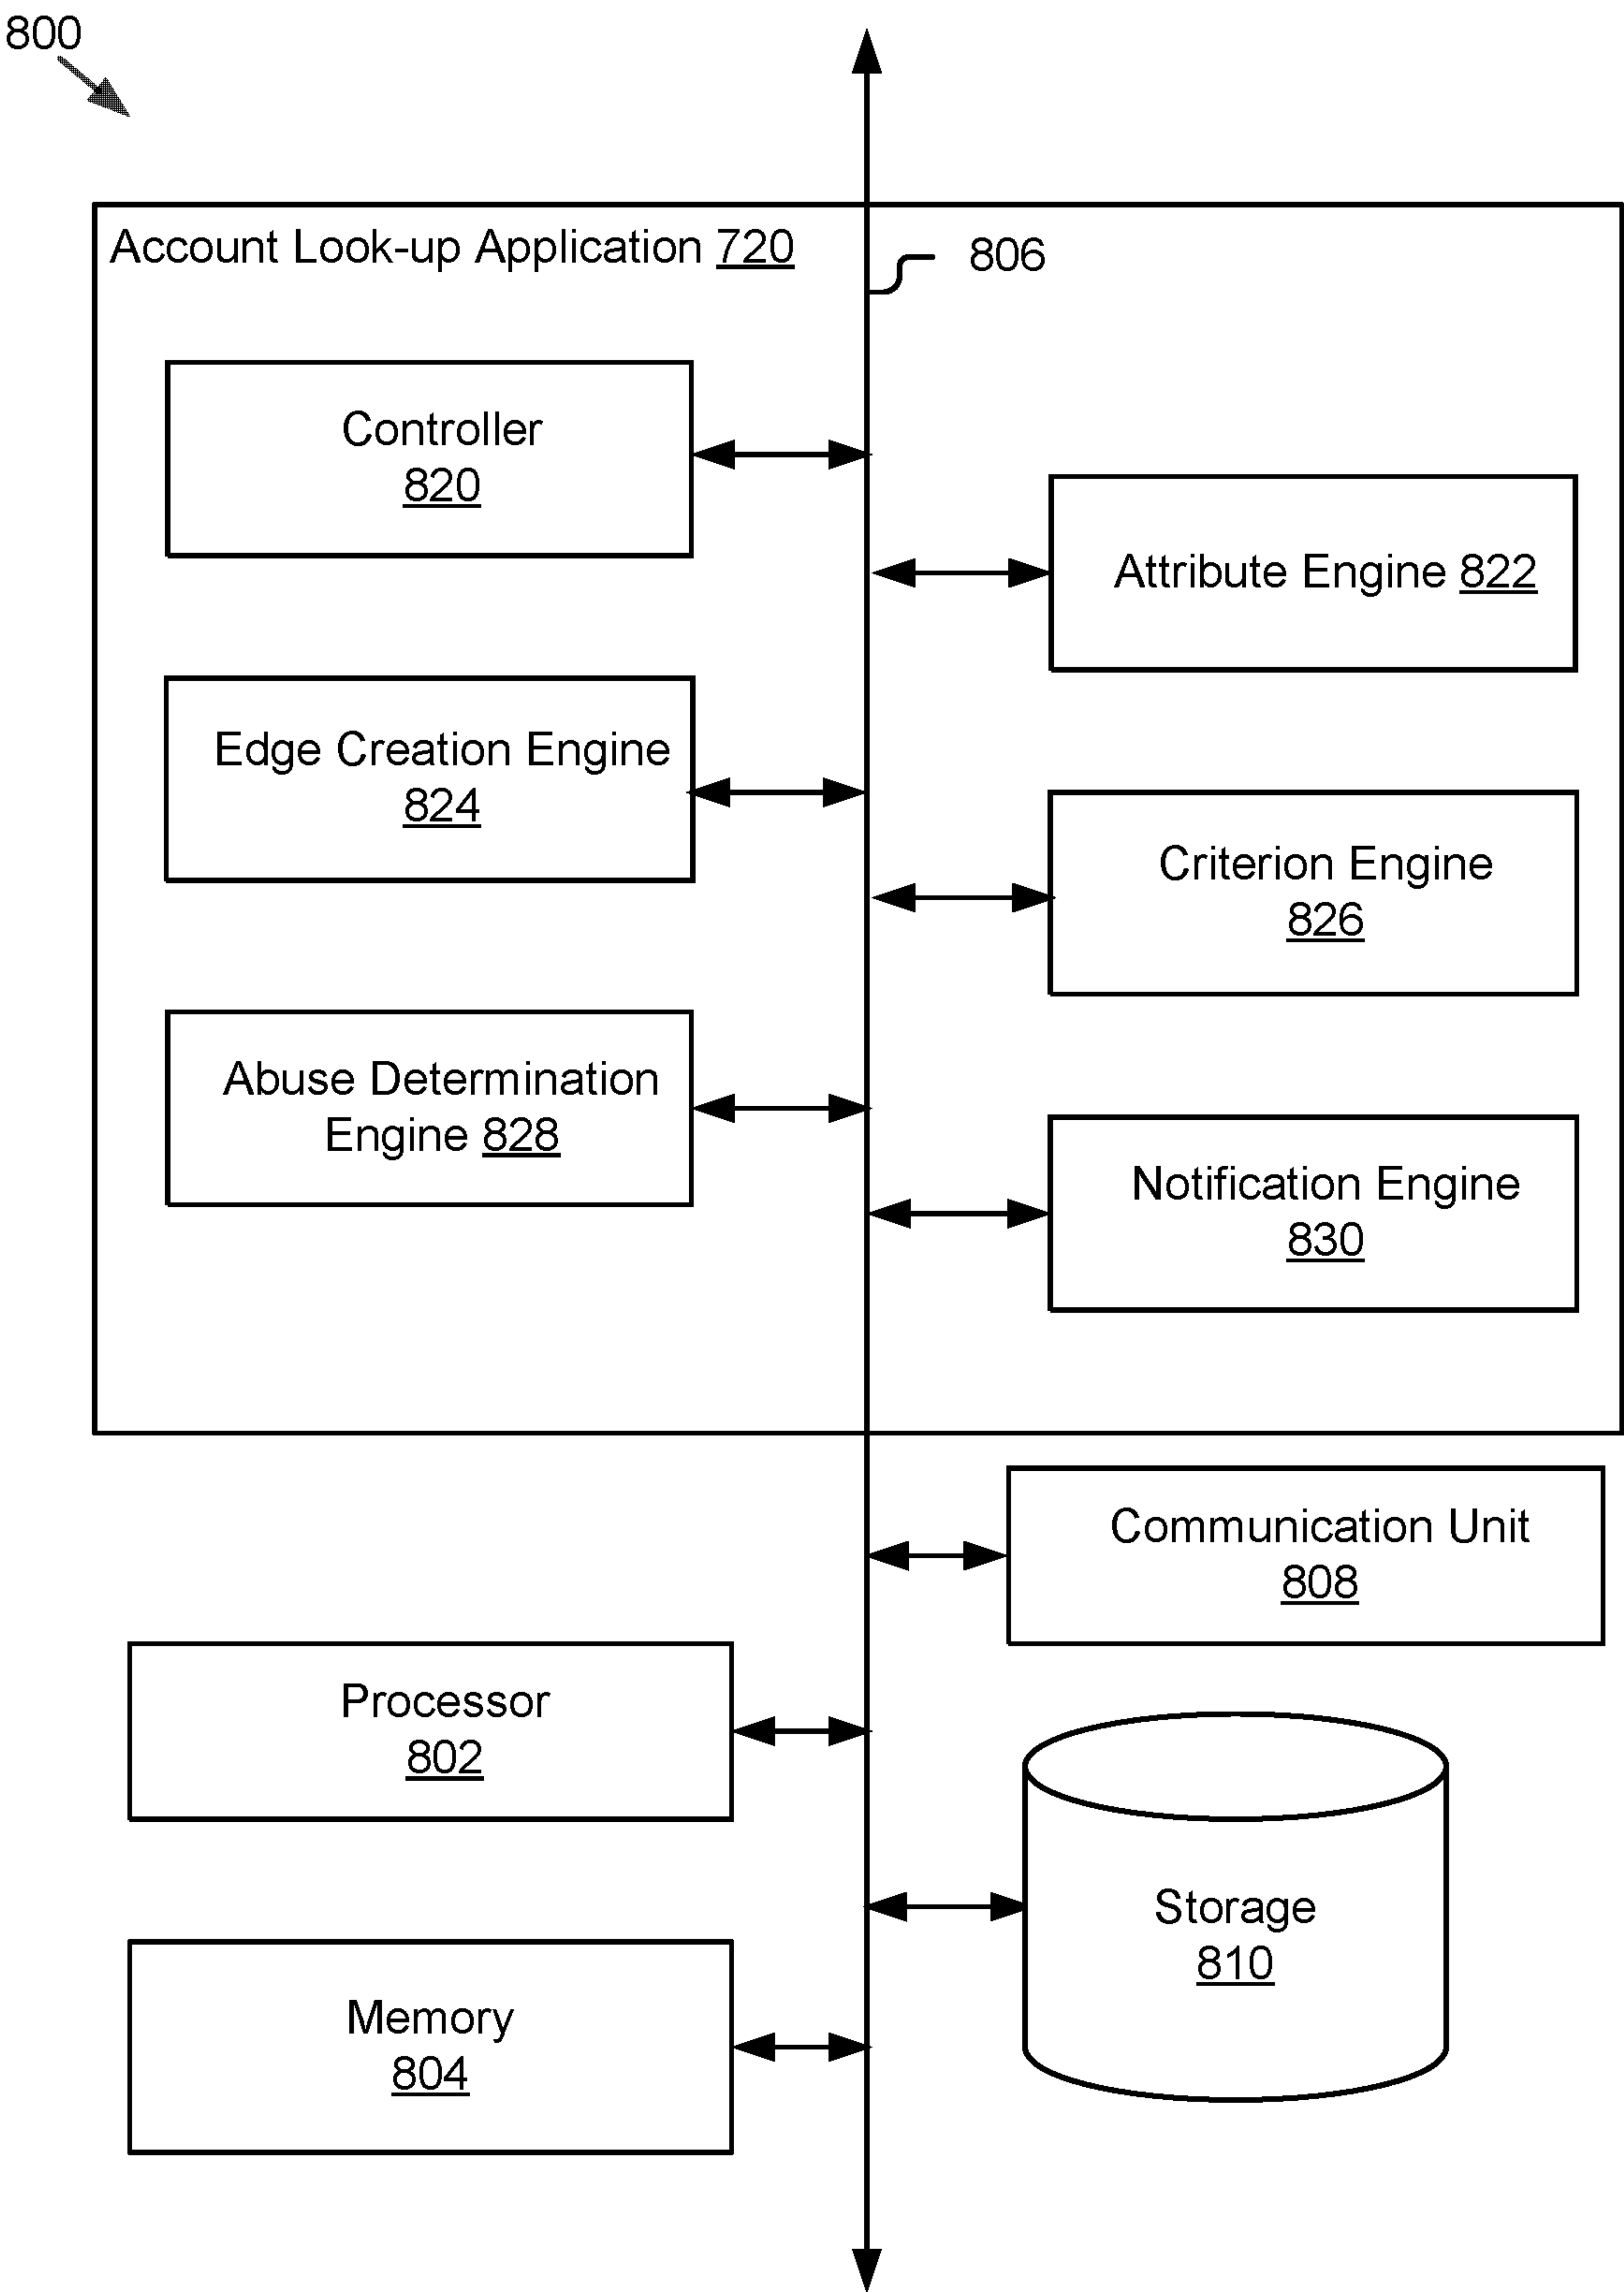 800
Account Look-up Application 720
806
Controller
820
Attribute Engine 822
Edge Creation Engine
824
Criterion Engine
826
Abuse Determination
Engine 828
Notification Engine
830
Communication Unit
808
Processor
802
Storage
810
Memory
804